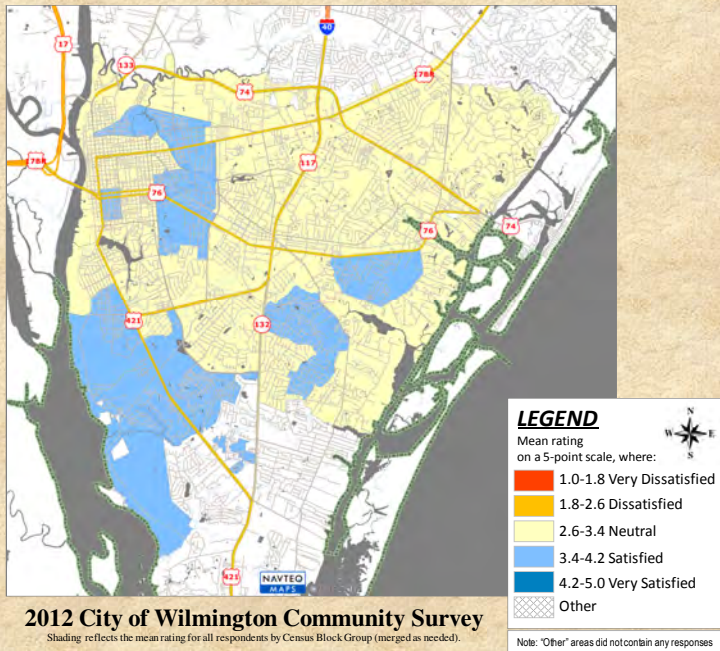 40
17
133
74
17BR
17BR
117
76
76
74
421
132
421
NAVTEQ
MAPS
LEGEND
N
W E
S
Mean rating
on a 5-point scale, where:
1.0-1.8 Very Dissatisfied
1.8-2.6 Dissatisfied
2.6-3.4 Neutral
3.4-4.2 Satisfied
4.2-5.0 Very Satisfied
Other
2012 City of Wilmington Community Survey
Shading reflects the mean rating for all respondents by Census Block Group (merged as needed).
Note: "Other" areas did not contain any responses